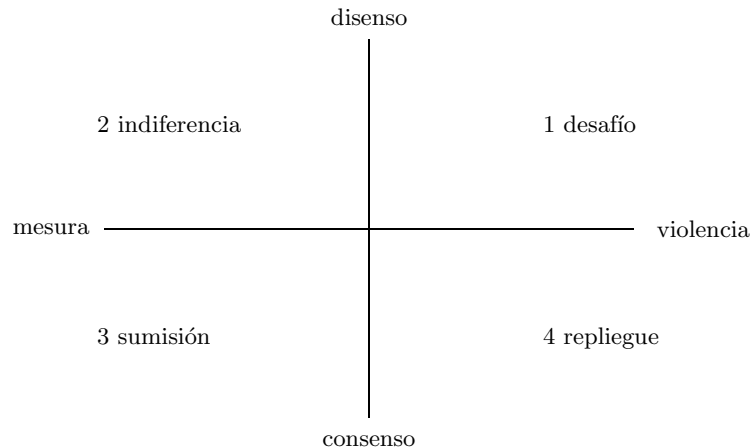 disenso
2 indiferencia
1 desafío
mesura
violencia
3 sumisión
4 repliegue
consenso